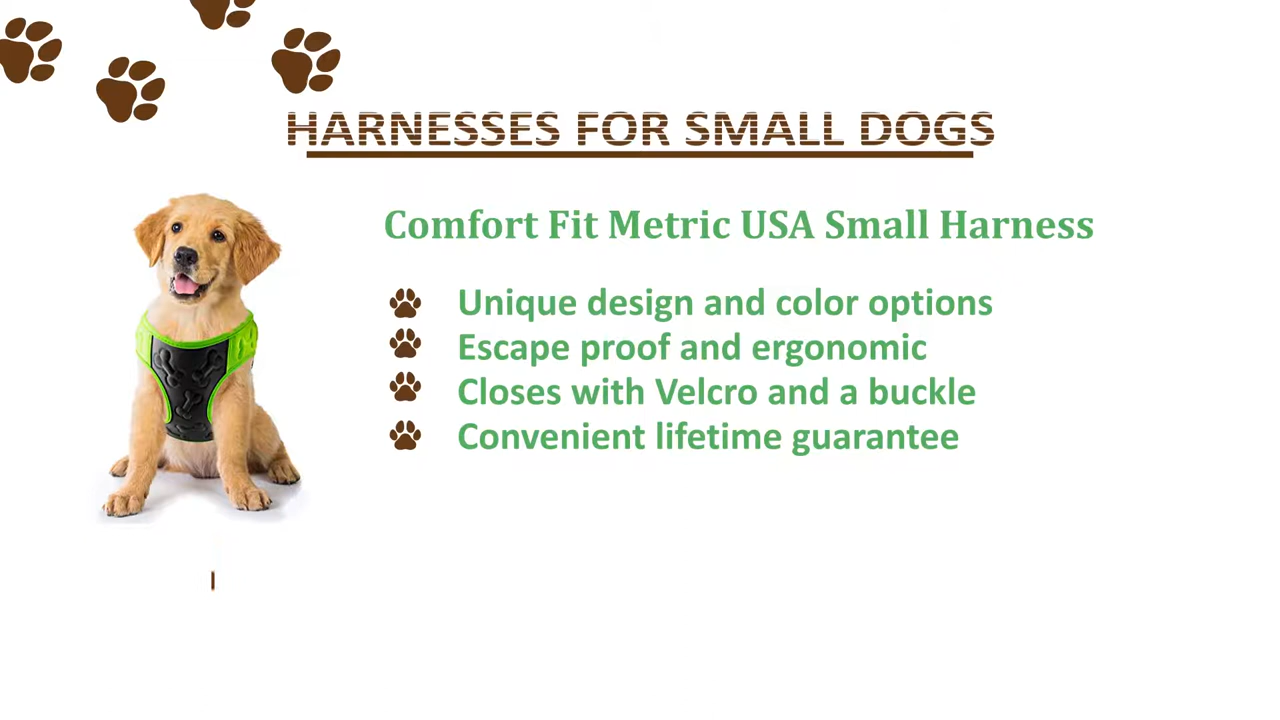 HARNESSES FOR SMALL DOGS
Comfort Fit Metric USA Small Harness
Unique design and color options
Escape proof and ergonomic
Closes with Velcro and a buckle
Convenient lifetime guarantee